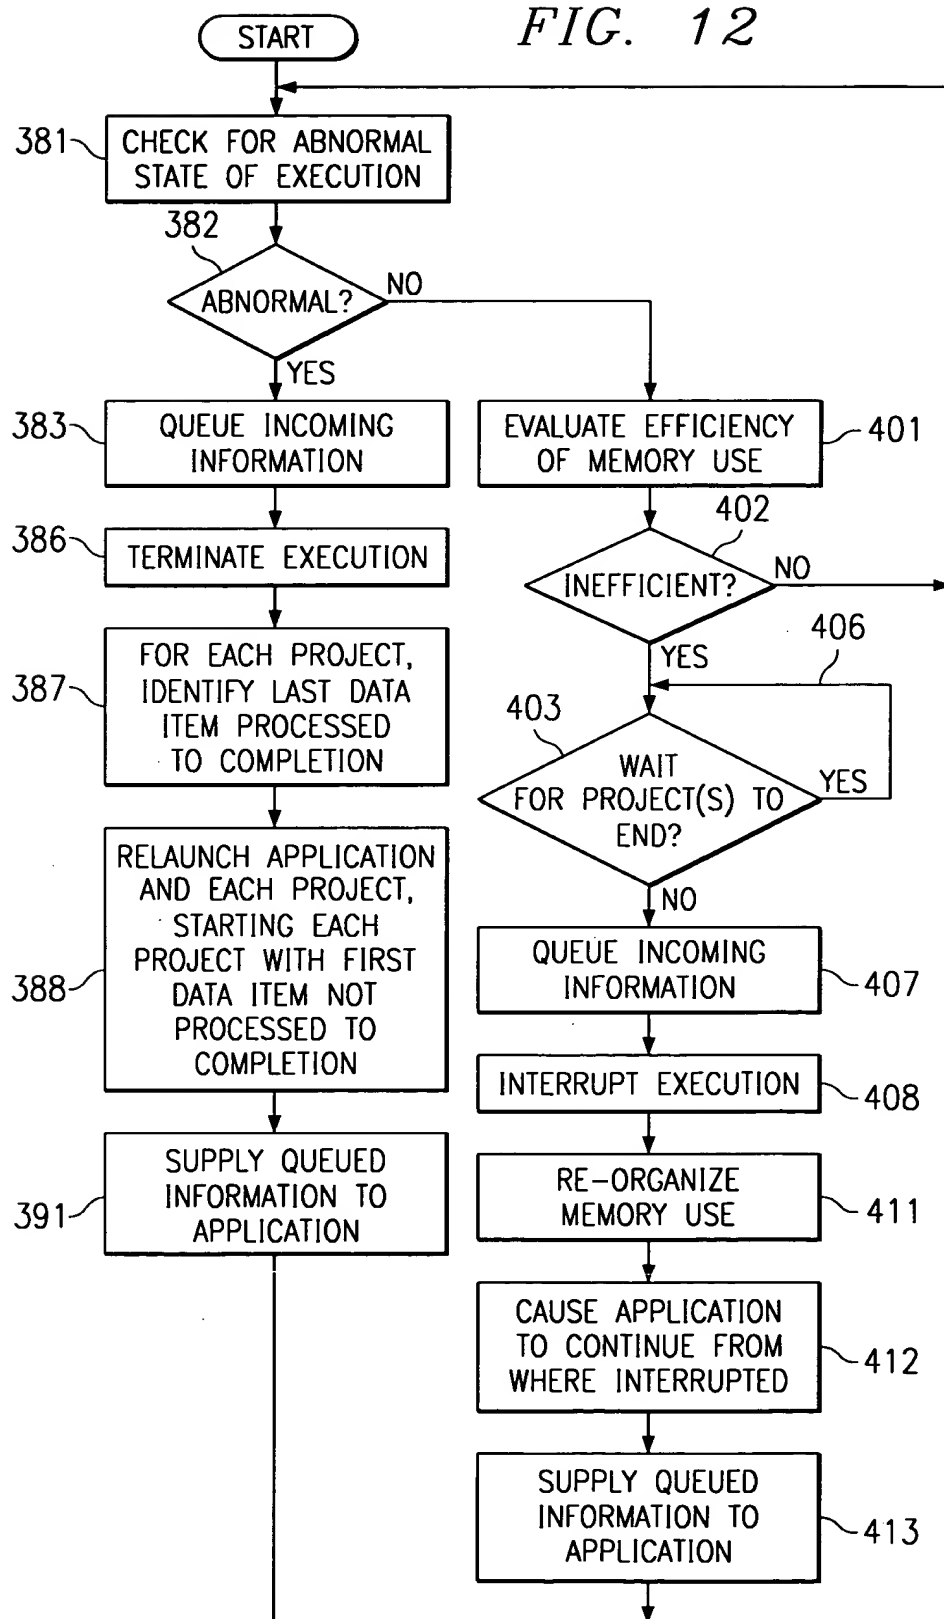 FIG. 12
START
381
CHECK FOR ABNORMAL
STATE OF EXECUTION
382
ABNORMAL?
NO
YES
383
QUEUE INCOMING
INFORMATION
386
TERMINATE EXECUTION
387
FOR EACH PROJECT,
IDENTIFY LAST DATA
ITEM PROCESSED
TO COMPLETION
388
RELAUNCH APPLICATION
AND EACH PROJECT,
STARTING EACH
PROJECT WITH FIRST
DATA ITEM NOT
PROCESSED TO
COMPLETION
391
SUPPLY QUEUED
INFORMATION TO
APPLICATION
EVALUATE EFFICIENCY
OF MEMORY USE
401
402
INEFFICIENT?
NO
YES
406
403
WAIT
FOR PROJECT(S) TO
END?
YES
NO
QUEUE INCOMING
INFORMATION
407
INTERRUPT EXECUTION
408
RE-ORGANIZE
MEMORY USE
411
CAUSE APPLICATION
TO CONTINUE FROM
WHERE INTERRUPTED
412
SUPPLY QUEUED
INFORMATION TO
APPLICATION
413